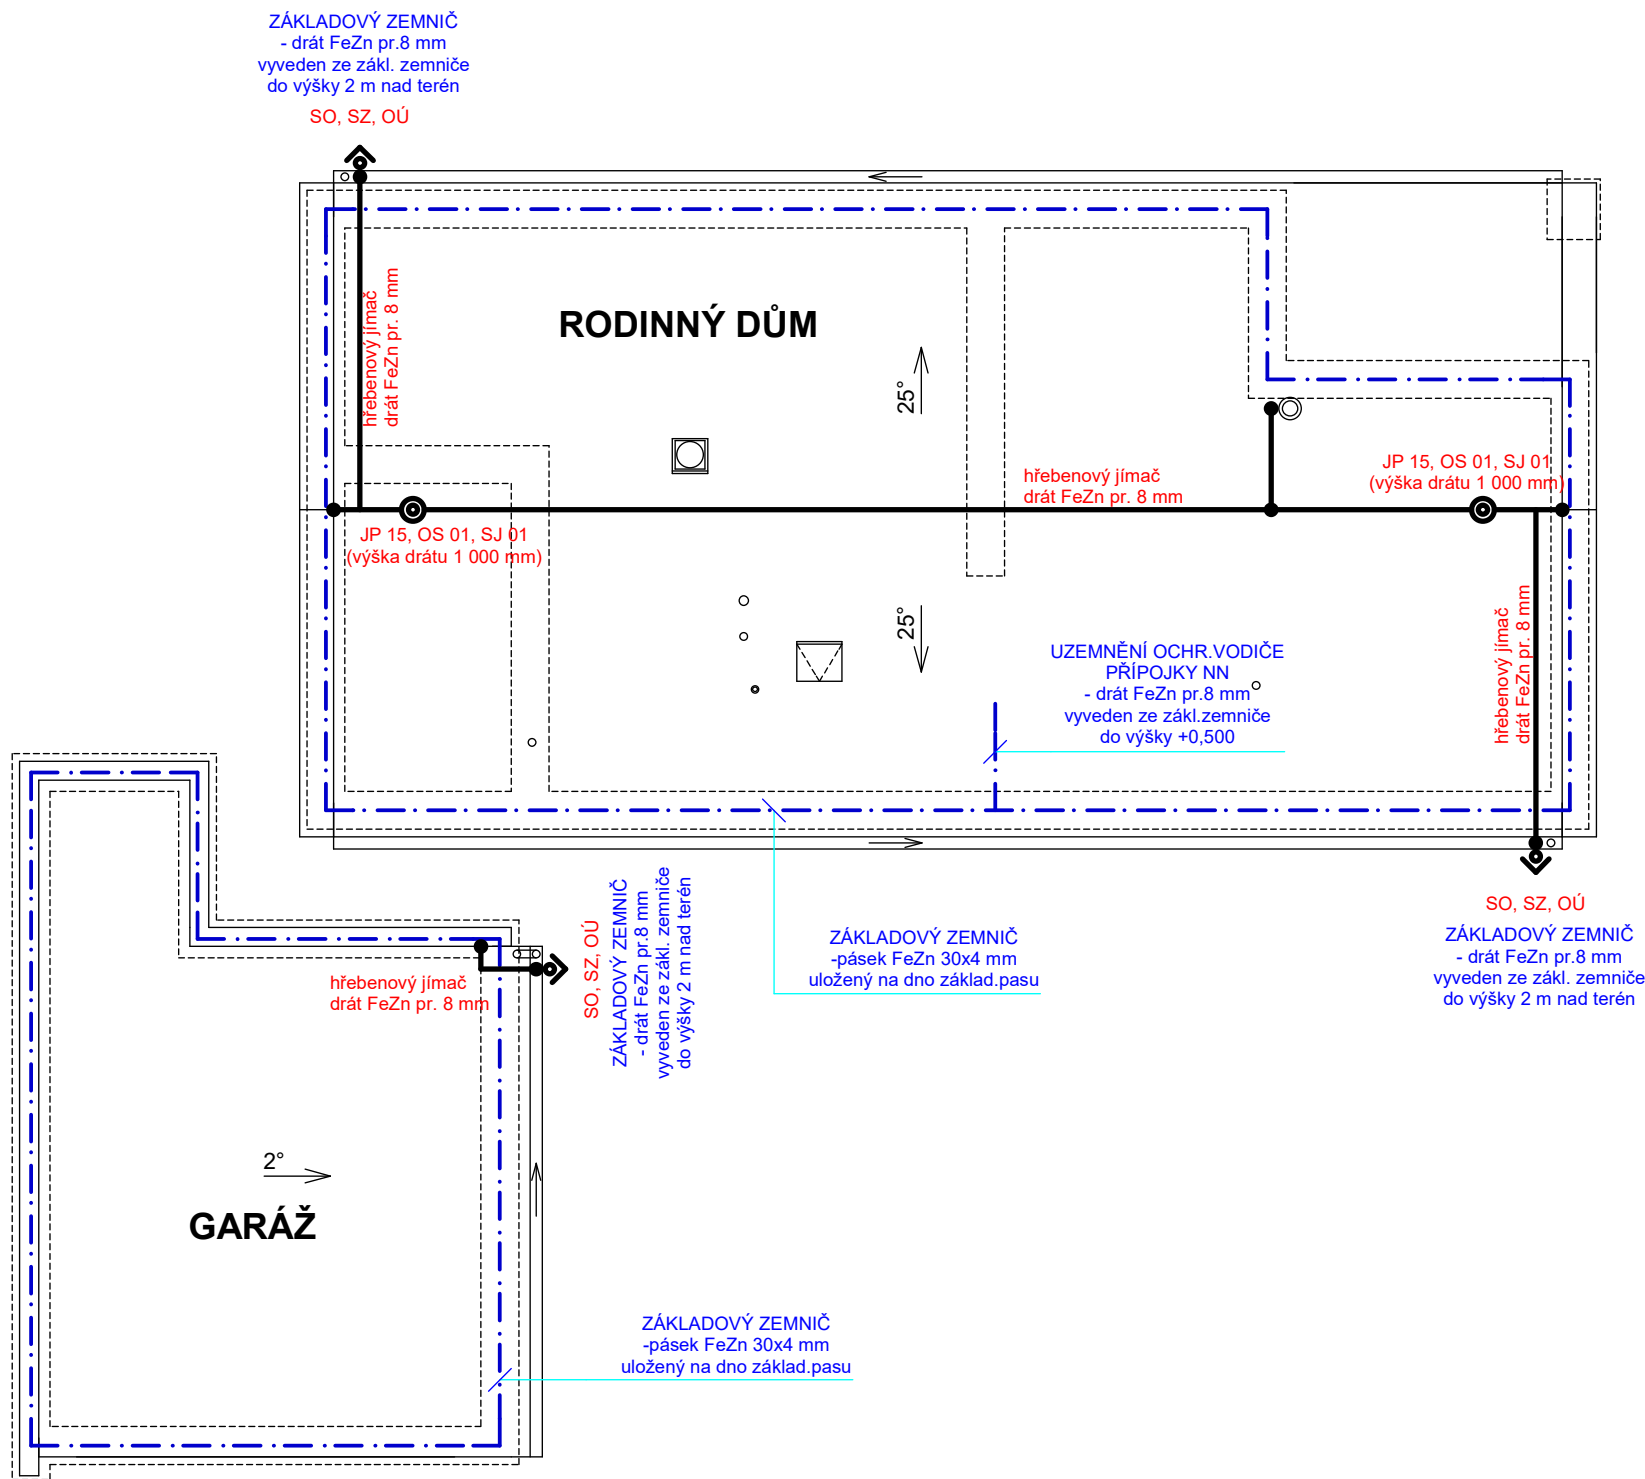 ZÁKLADOVÝ ZEMNIČ
- drát FeZn pr.8 mm
vyveden ze zákl. zemniče
do výšky 2 m nad terén
SO, SZ, OÚ
hřebenový jímač
drát FeZn pr. 8 mm
RODINNÝ DŮM
25°
hřebenový jímač
drát FeZn pr. 8 mm
JP 15, OS 01, SJ 01
(výška drátu 1 000 mm)
JP 15, OS 01, SJ 01
(výška drátu 1 000 mm)
25°
UZEMNĚNÍ OCHR.VODIČE
PŘÍPOJKY NN
- drát FeZn pr.8 mm
vyveden ze zákl.zemniče
do výšky +0,500
hřebenový jímač
drát FeZn pr. 8 mm
SO, SZ, OÚ
ZÁKLADOVÝ ZEMNIČ
- drát FeZn pr.8 mm
vyveden ze zákl. zemniče
do výšky 2 m nad terén
ZÁKLADOVÝ ZEMNIČ
-pásek FeZn 30x4 mm
uložený na dno základ.pasu
SO, SZ, OÚ
ZÁKLADOVÝ ZEMNIČ
- drát FeZn pr.8 mm
vyveden ze zákl. zemniče
do výšky 2 m nad terén
hřebenový jímač
drát FeZn pr. 8 mm
2°
GARÁŽ
ZÁKLADOVÝ ZEMNIČ
-pásek FeZn 30x4 mm
uložený na dno základ.pasu